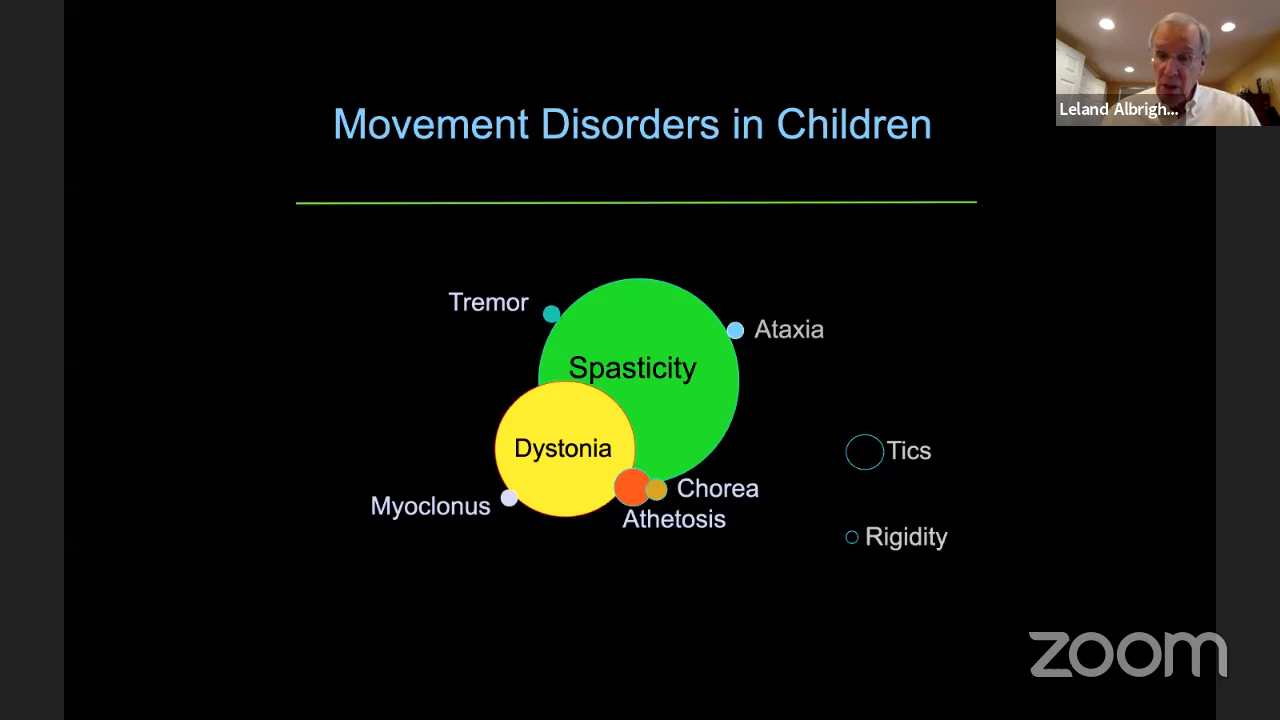 Leland Albrigh...
Movement Disorders in Children
Tremor
Ataxia
Spasticity
Dystonia
Tics
Chorea
Myoclonus
Athetosis
Rigidity
zoom